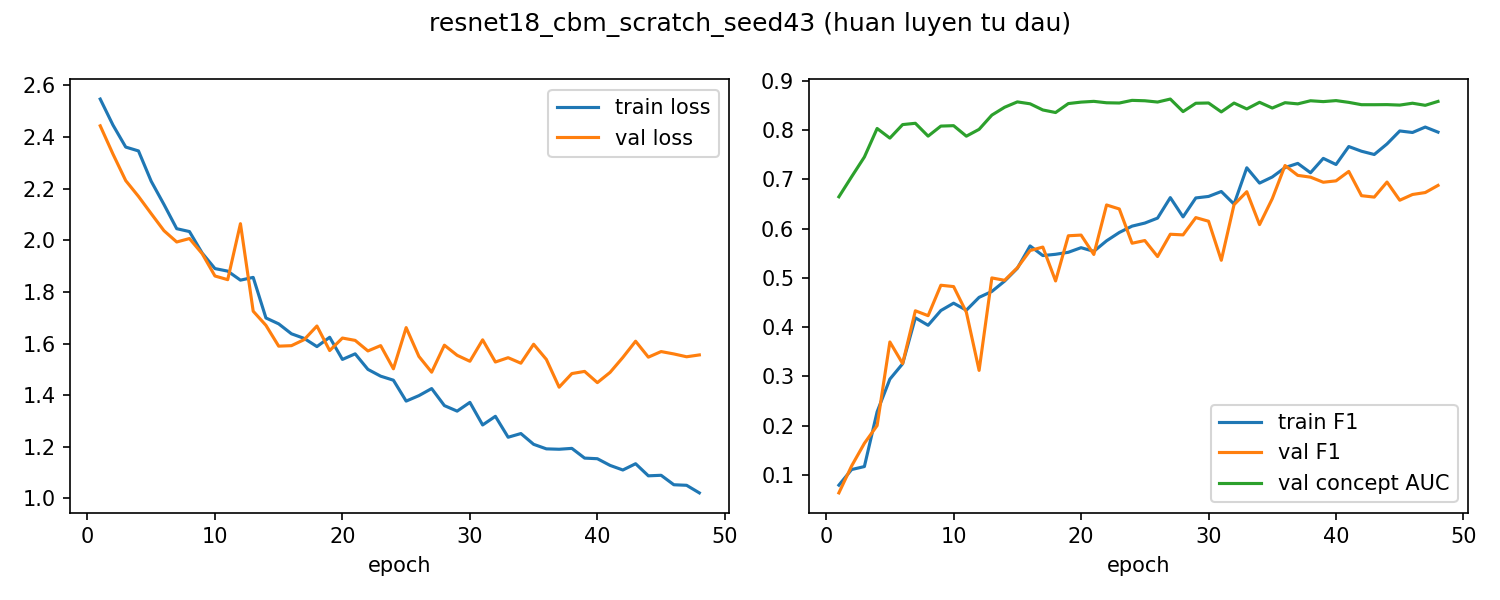 resnet18_cbm_scratch_seed43 (huan luyen tu dau)
2.6
2.4
2.2
2.0
1.8
1.6
1.4
1.2
1.0
train loss
val loss
0 10 20 30 40 50
epoch
0.9
0.8
0.7
0.6
0.5
0.4
0.3
0.2
0.1
train F1
val F1
val concept AUC
0 10 20 30 40 50
epoch